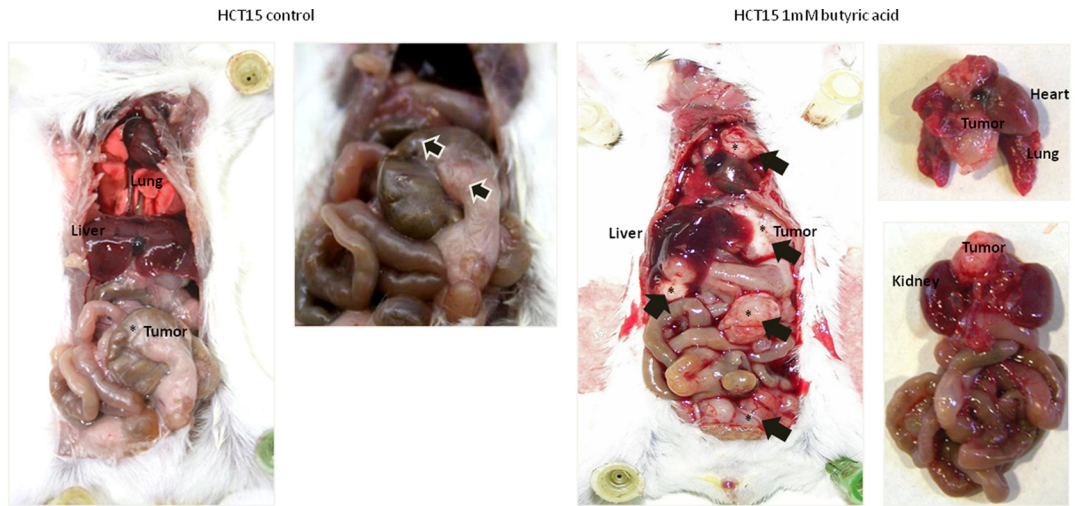 HCT15 control
HCT15 1mM butyric acid
Lung
Liver
* Tumor
*
Liver
* Tumor
*
*
*
Heart
Tumor
Lung
Tumor
Kidney